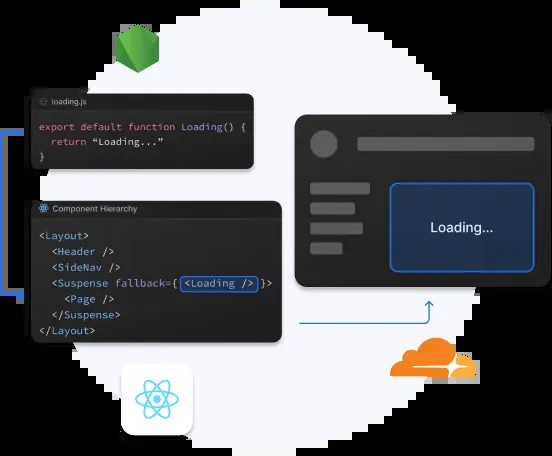 loading.js
export default function Loading() {
return “Loading...”
}
Component Hierarchy
<Layout>
<Header />
<SideNav />
<Suspense fallback={<Loading />}>
<Page />
</Suspense>
</Layout>
Loading...